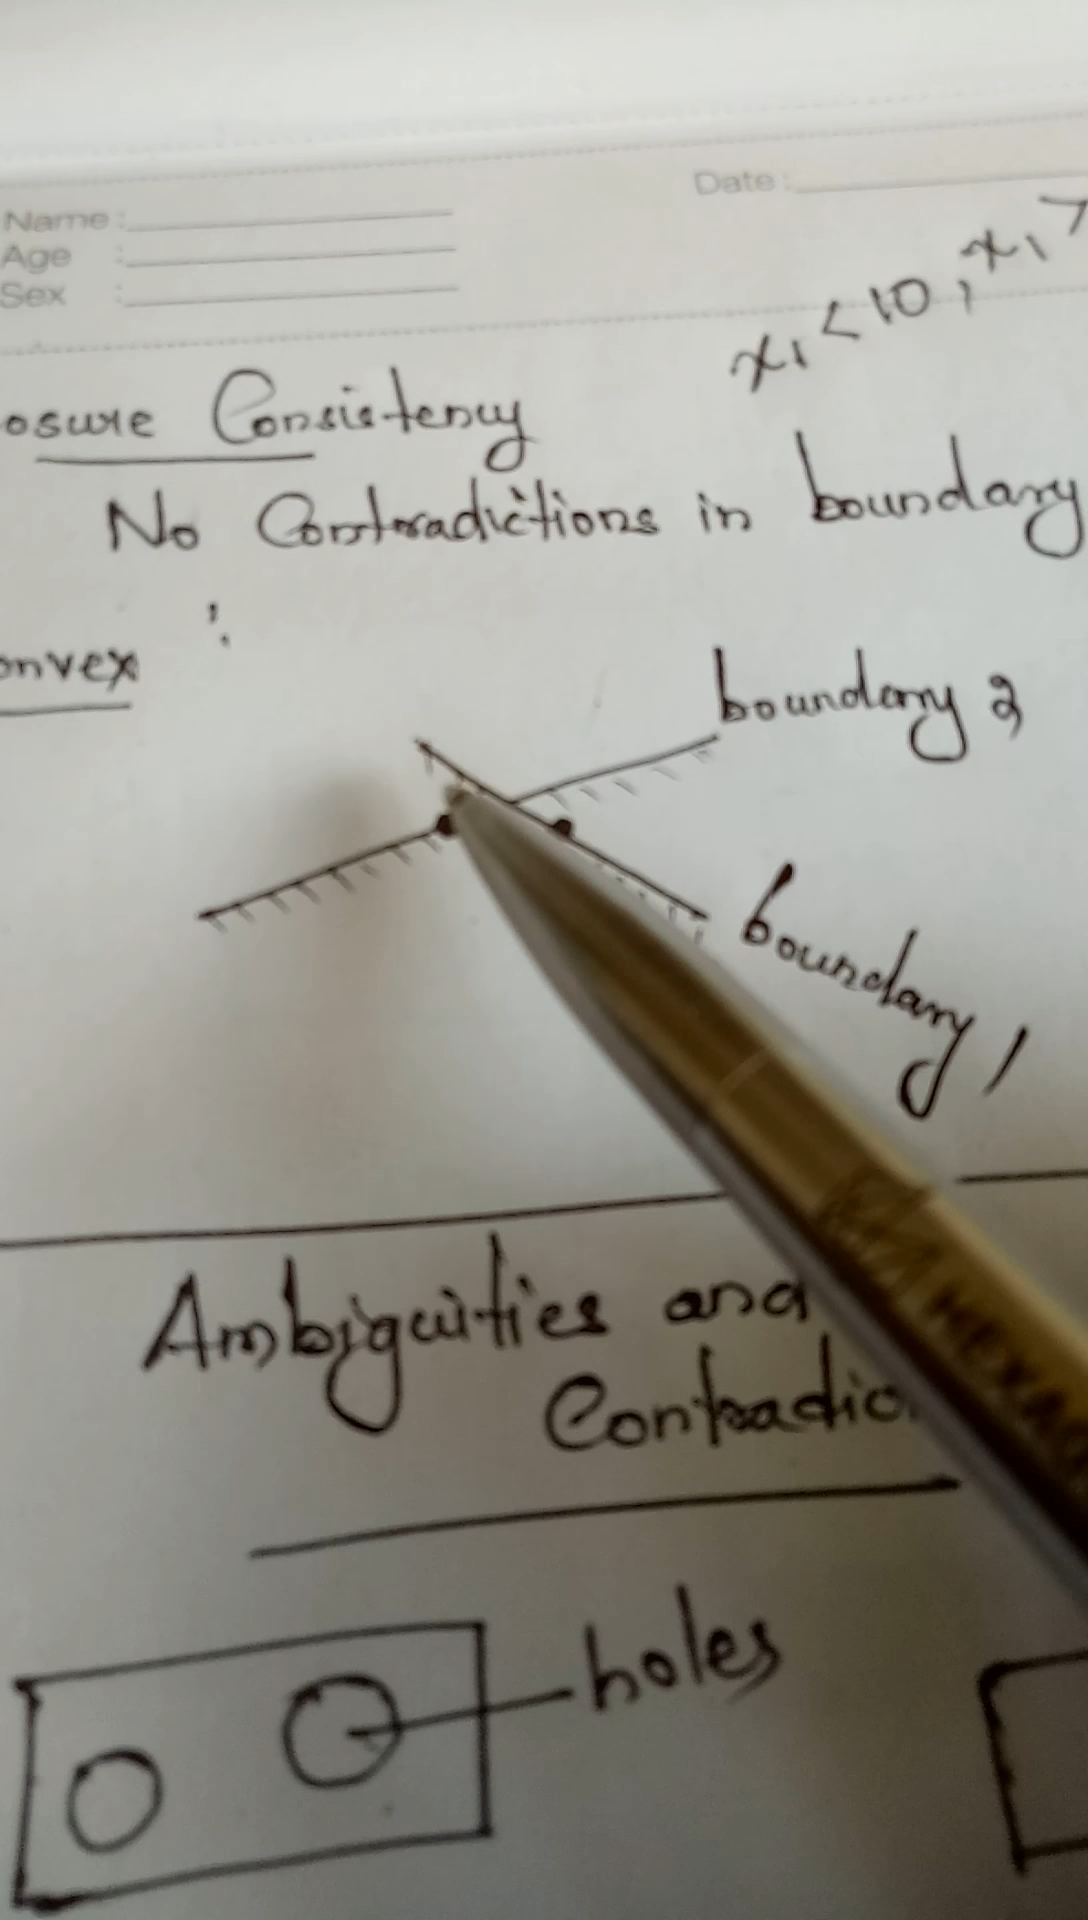 Date :
Name :
Age :
Sex :
x1 < 10, x1 >
osure Consistency
No Contradictions in boundary
onvex :
boundary 2
boundary 1
Ambiguities and
Contradic
holes